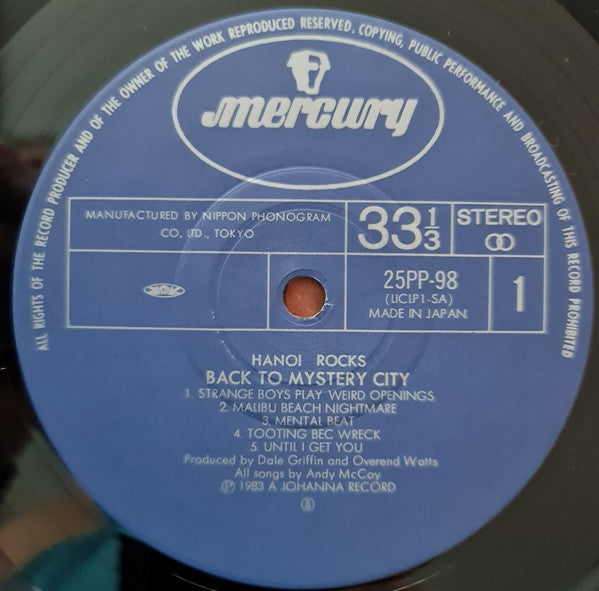 ALL RIGHTS OF THE RECORD PRODUCER AND OF THE OWNER OF THE WORK REPRODUCED RESERVED. COPYING, PUBLIC PERFORMANCE AND BROADCASTING OF THIS RECORD PROHIBITED
mercury
MANUFACTURED BY NIPPON PHONOGRAM
CO. LTD., TOKYO
33 1/3
STEREO
25PP-98
(LICLP1-SA)
MADE IN JAPAN
1
HANOI ROCKS
BACK TO MYSTERY CITY
1. STRANGE BOYS PLAY WEIRD OPENINGS
2. MALIBU BEACH NIGHTMARE
3. MENTAL BEAT
4. TOOTING BEC WRECK
5. UNTIL I GET YOU
Produced by Dale Griffin and Overend Watts
All songs by Andy McCoy
Ⓟ 1983 A JOHANNA RECORD